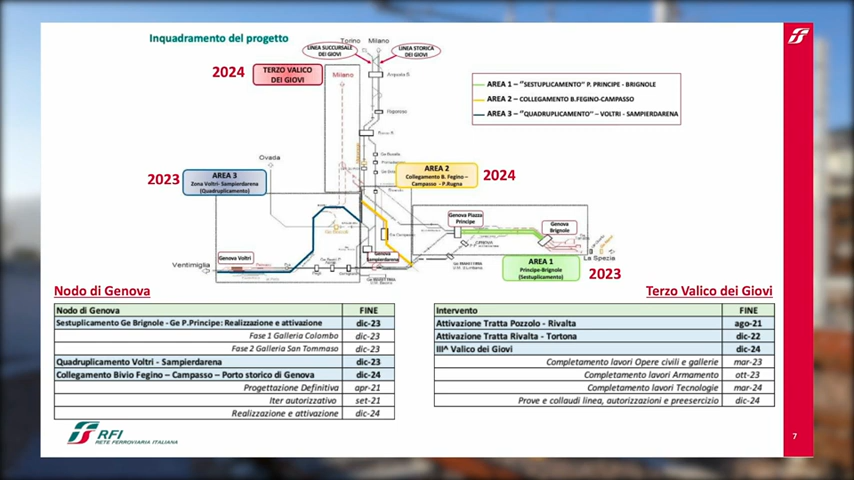 Inquadramento del progetto
Torino Milano
LINEA SUCCURSALE
DEI GIOVI
LINEA STORICA
DEI GIOVI
2024
TERZO VALICO
DEI GIOVI
Milano
Arquata S.
AREA 1 – "SESTUPLICAMENTO" P. PRINCIPE - BRIGNOLE
AREA 2 – COLLEGAMENTO B.FEGINO-CAMPASSO
AREA 3 – "QUADRUPLICAMENTO" – VOLTRI - SAMPIERDARENA
Ovada
2023
AREA 3
Zona Voltri- Sampierdarena
(Quadruplicamento)
AREA 2
Collegamento B. Fegino –
Campasso - P.Rugna
2024
Genova Piazza
Principe
Genova
Brignole
Genova Voltri
Genova
Sampierdarena
Ventimiglia
La Spezia
AREA 1
Principe-Brignole
(Sestuplicamento)
2023
Nodo di Genova
Nodo di Genova FINE
Sestuplicamento Ge Brignole - Ge P.Principe: Realizzazione e attivazione dic-23
Fase 1 Galleria Colombo dic-23
Fase 2 Galleria San Tommaso dic-23
Quadruplicamento Voltri - Sampierdarena dic-23
Collegamento Bivio Fegino – Campasso – Porto storico di Genova dic-24
Progettazione Definitiva apr-21
Iter autorizzativo set-21
Realizzazione e attivazione dic-24
Terzo Valico dei Giovi
Intervento FINE
Attivazione Tratta Pozzolo - Rivalta ago-21
Attivazione Tratta Rivalta - Tortona dic-22
III^ Valico dei Giovi dic-24
Completamento lavori Opere civili e gallerie mar-23
Completamento lavori Armamento ott-23
Completamento lavori Tecnologie mar-24
Prove e collaudi linea, autorizzazioni e preesercizio dic-24
RFI
RETE FERROVIARIA ITALIANA
7